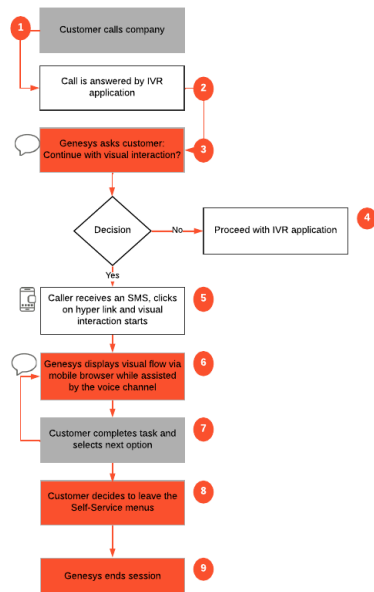 1
Customer calls company
Call is answered by IVR
application
2
Genesys asks customer:
Continue with visual interaction?
3
Decision
No
Proceed with IVR application
4
Yes
Caller receives an SMS, clicks
on hyper link and visual
interaction starts
5
Genesys displays visual flow via
mobile browser while assisted
by the voice channel
6
Customer completes task and
selects next option
7
Customer decides to leave the
Self-Service menus
8
Genesys ends session
9